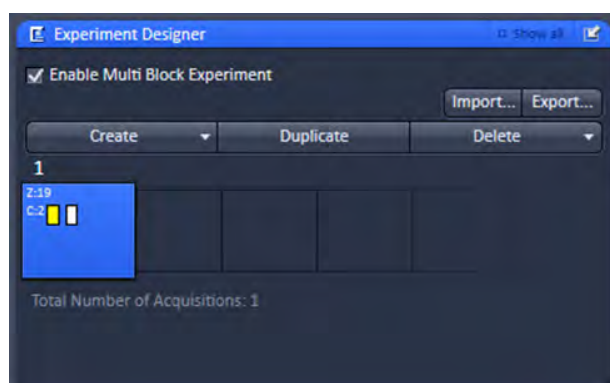 Experiment Designer
Show all
Enable Multi Block Experiment
Import... Export...
Create Duplicate Delete
1
Z:19
C:2
Total Number of Acquisitions: 1